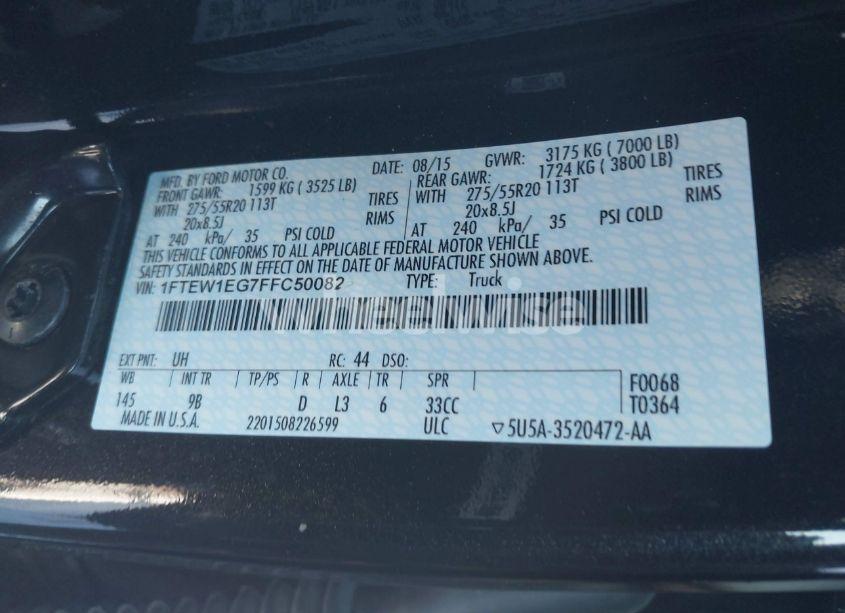 MFD. BY FORD MOTOR CO. DATE: 08/15 GVWR: 3175 KG ( 7000 LB)
FRONT GAWR: 1599 KG ( 3525 LB) REAR GAWR: 1724 KG ( 3800 LB)
WITH 275/55R20 113T TIRES WITH 275/55R20 113T TIRES
20x8.5J RIMS 20x8.5J RIMS
AT 240 kPa/ 35 PSI COLD AT 240 kPa/ 35 PSI COLD
THIS VEHICLE CONFORMS TO ALL APPLICABLE FEDERAL MOTOR VEHICLE
SAFETY STANDARDS IN EFFECT ON THE DATE OF MANUFACTURE SHOWN ABOVE.
VIN: 1FTEW1EG7FFC50082 TYPE: Truck
Wheelwise
EXT PNT: UH RC: 44 DSO:
WB INT TR TP/PS R AXLE TR SPR F0068
145 9B D L3 6 33CC T0364
MADE IN U.S.A. 2201508226599 ULC ▽5U5A-3520472-AA